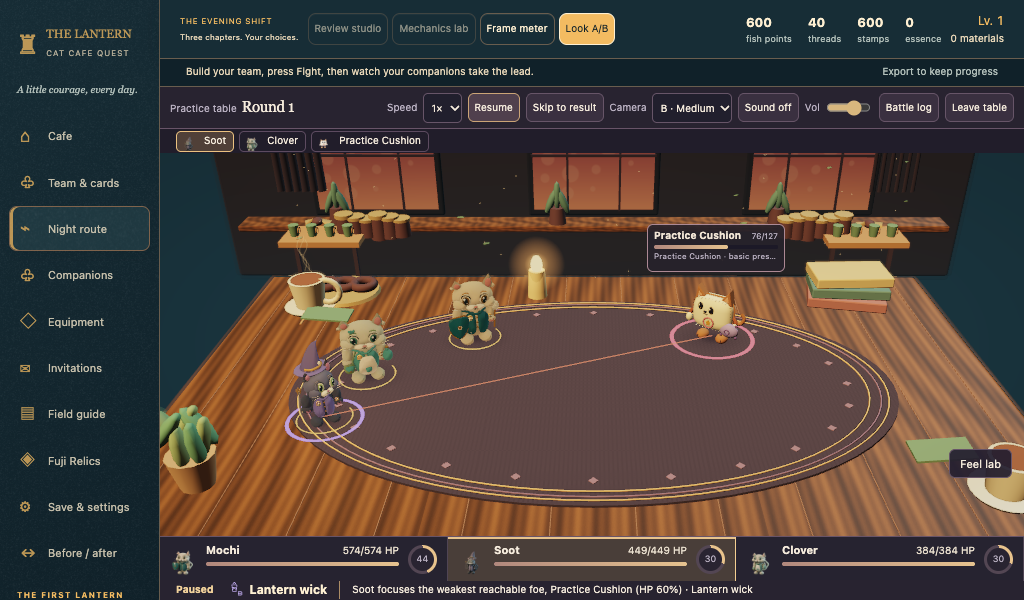 THE LANTERN
CAT CAFE QUEST
A little courage, every day.
Cafe
Team & cards
Night route
Companions
Equipment
Invitations
Field guide
Fuji Relics
Save & settings
Before / after
THE FIRST LANTERN
THE EVENING SHIFT
Three chapters. Your choices.
Review studio
Mechanics lab
Frame meter
Look A/B
600 fish points
40 threads
600 stamps
0 essence
Lv. 1
0 materials
Build your team, press Fight, then watch your companions take the lead.
Export to keep progress
Practice table Round 1
Speed 1x Resume Skip to result Camera B · Medium Sound off Vol Battle log Leave table
Soot Clover Practice Cushion
Practice Cushion 76/127
Practice Cushion · basic pres...
Feel lab
Mochi 574/574 HP 44
Soot 449/449 HP 30
Clover 384/384 HP 30
Paused Lantern wick Soot focuses the weakest reachable foe, Practice Cushion (HP 60%) · Lantern wick